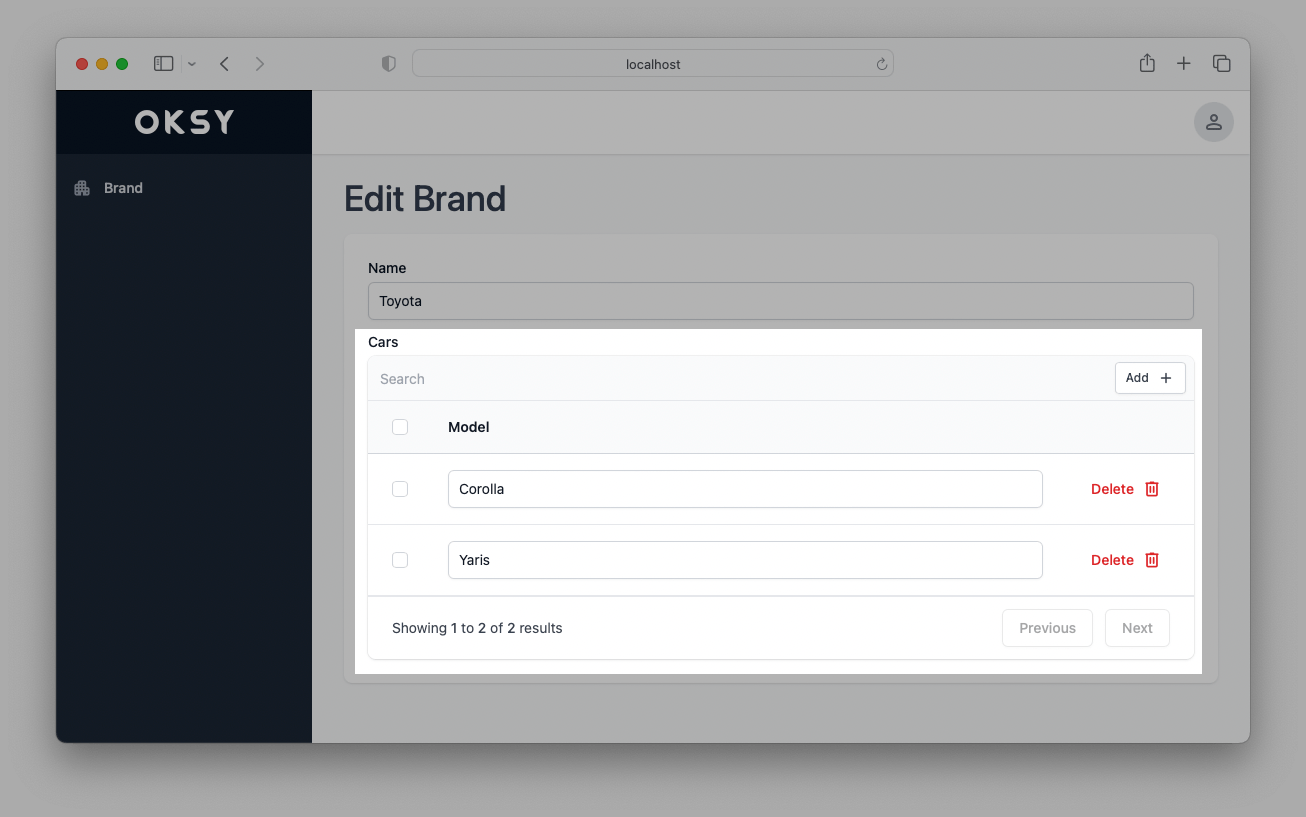 localhost
OKSY
Brand
Edit Brand
Name
Toyota
Cars
Search
Add
Model
Corolla
Delete
Yaris
Delete
Showing 1 to 2 of 2 results
Previous
Next